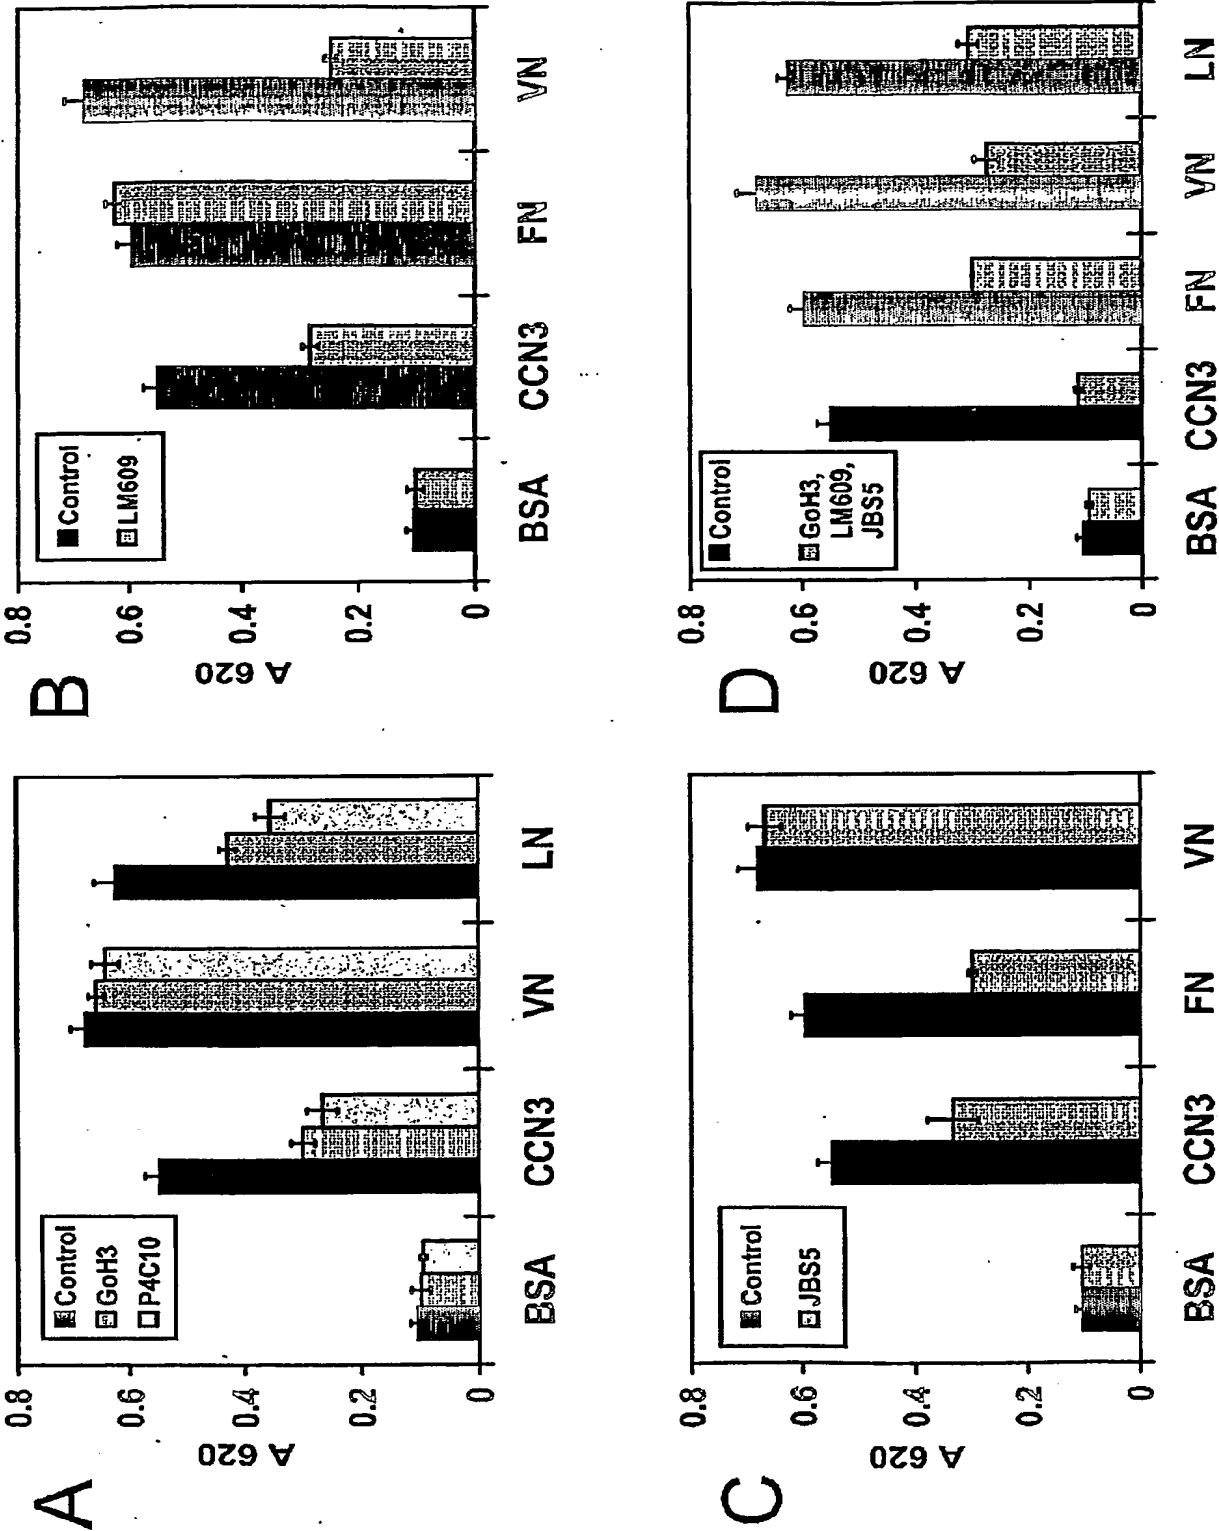 A
A 620
0.8
0.6
0.4
0.2
0
Control
GoH3
P4C10
BSA
CCN3
VN
LN
B
A 620
0.8
0.6
0.4
0.2
0
Control
LM609
BSA
CCN3
FN
VN
C
A 620
0.8
0.6
0.4
0.2
0
Control
JBS5
BSA
CCN3
FN
VN
D
A 620
0.8
0.6
0.4
0.2
0
Control
GoH3,
LM609,
JBS5
BSA
CCN3
FN
VN
LN